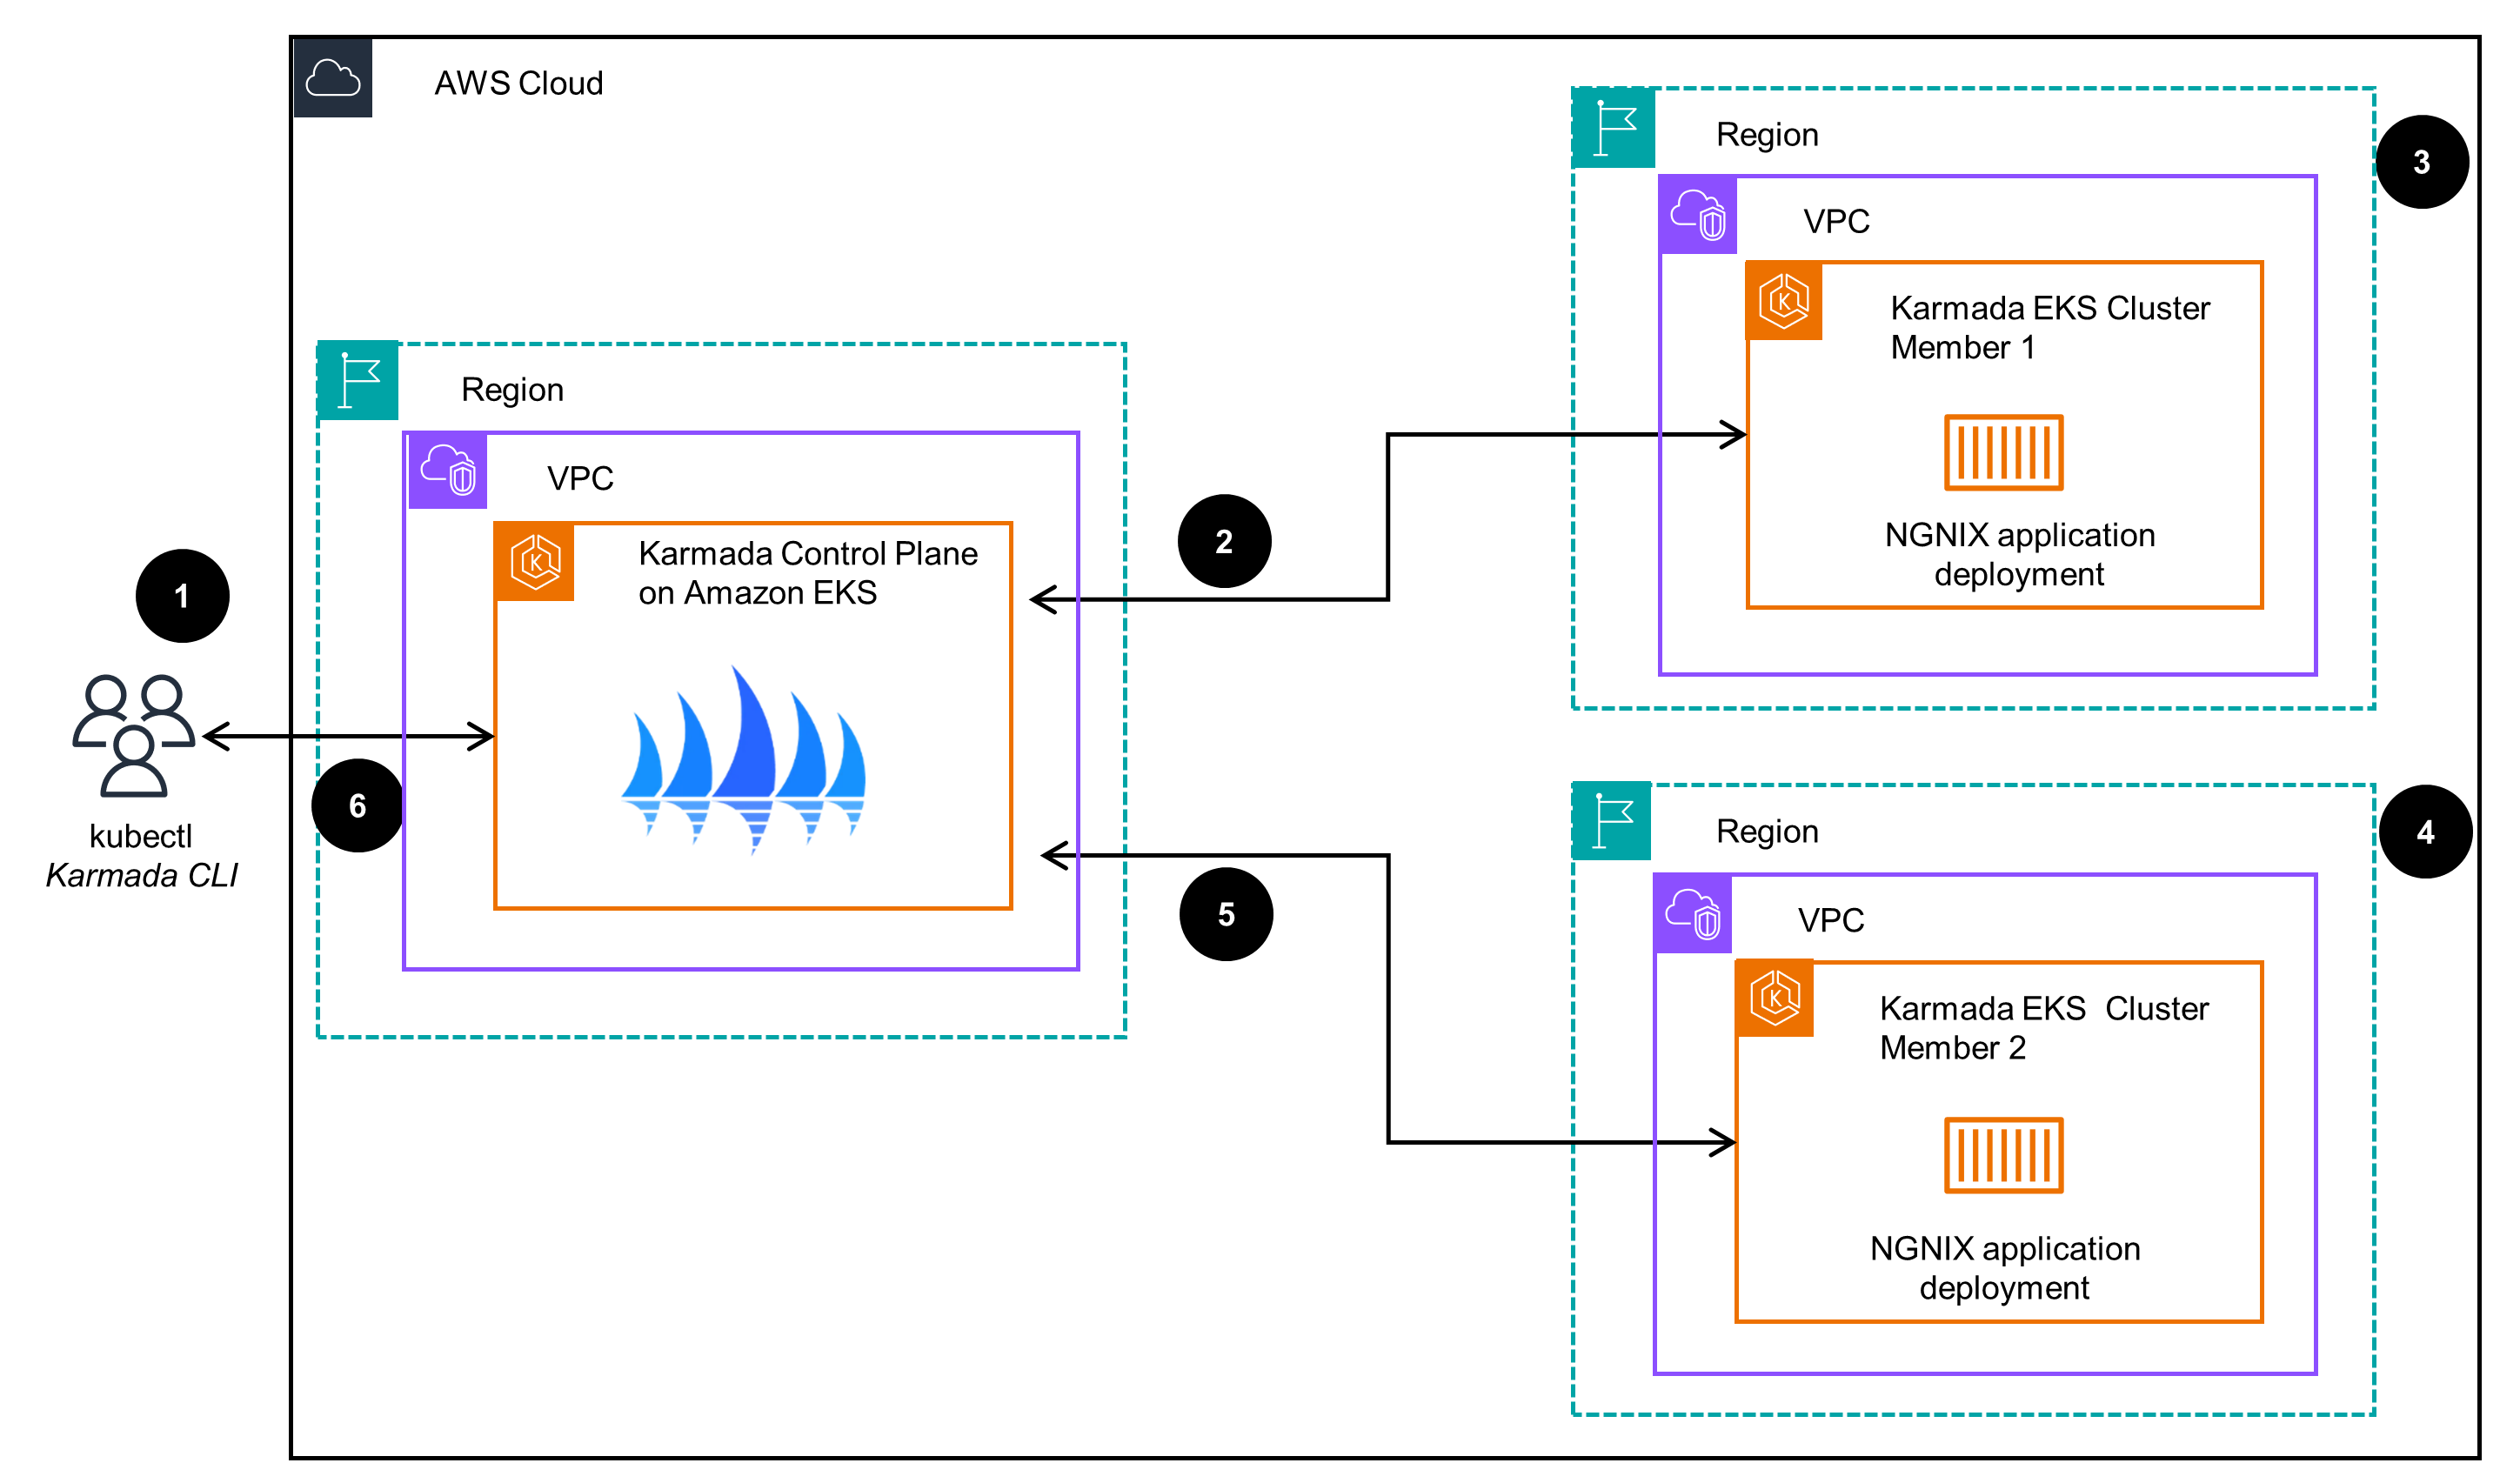 AWS Cloud
Region
3
VPC
Karmada EKS Cluster
Member 1
NGNIX application
deployment
Region
VPC
Karmada Control Plane
on Amazon EKS
2
1
6
kubectl
Karmada CLI
5
Region
4
VPC
Karmada EKS Cluster
Member 2
NGNIX application
deployment